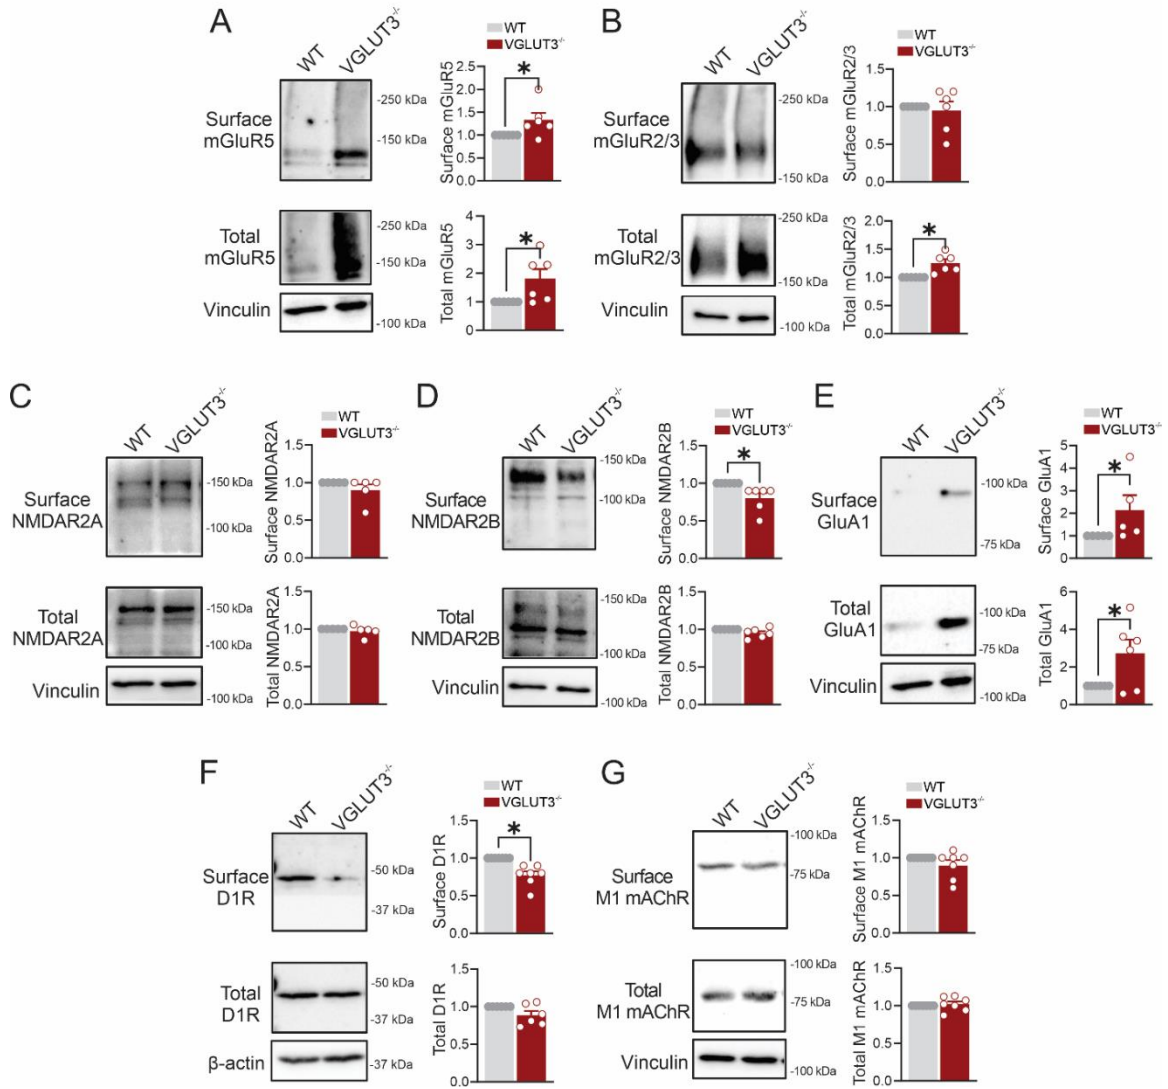 A
WT
VGLUT3-/-
WT
VGLUT3-/-
Surface
mGluR5
-250 kDa
-150 kDa
Surface mGluR5
2.5
2.0
1.5
1.0
0.5
0
*
Total
mGluR5
Vinculin
-250 kDa
-150 kDa
-100 kDa
Total mGluR5
4
3
2
1
0
*
B
WT
VGLUT3-/-
WT
VGLUT3-/-
Surface
mGluR2/3
-250 kDa
-150 kDa
Surface mGluR2/3
1.5
1.0
0.5
0.0
Total
mGluR2/3
Vinculin
-250 kDa
-150 kDa
-100 kDa
Total mGluR2/3
2.0
1.5
1.0
0.5
0.0
*
C
WT
VGLUT3-/-
WT
VGLUT3-/-
Surface
NMDAR2A
-150 kDa
-100 kDa
Surface NMDAR2A
1.5
1.0
0.5
0.0
Total
NMDAR2A
Vinculin
-150 kDa
-100 kDa
-100 kDa
Total NMDAR2A
1.5
1.0
0.5
0.0
D
WT
VGLUT3-/-
WT
VGLUT3-/-
Surface
NMDAR2B
-150 kDa
-100 kDa
Surface NMDAR2B
1.5
1.0
0.5
0.0
*
Total
NMDAR2B
Vinculin
-150 kDa
-100 kDa
-100 kDa
Total NMDAR2B
1.5
1.0
0.5
0.0
E
WT
VGLUT3-/-
WT
VGLUT3-/-
Surface
GluA1
-100 kDa
-75 kDa
Surface GluA1
5
4
3
2
1
0
*
Total
GluA1
Vinculin
-100 kDa
-75 kDa
-100 kDa
Total GluA1
6
4
2
0
*
F
WT
VGLUT3-/-
WT
VGLUT3-/-
Surface
D1R
-50 kDa
-37 kDa
Surface D1R
1.5
1.0
0.5
0.0
*
Total
D1R
β-actin
-50 kDa
-37 kDa
-37 kDa
Total D1R
1.5
1.0
0.5
0.0
G
WT
VGLUT3-/-
WT
VGLUT3-/-
Surface
M1 mAChR
-100 kDa
-75 kDa
Surface M1 mAChR
1.5
1.0
0.5
0.0
Total
M1 mAChR
Vinculin
-100 kDa
-75 kDa
-100 kDa
Total M1 mAChR
1.5
1.0
0.5
0.0